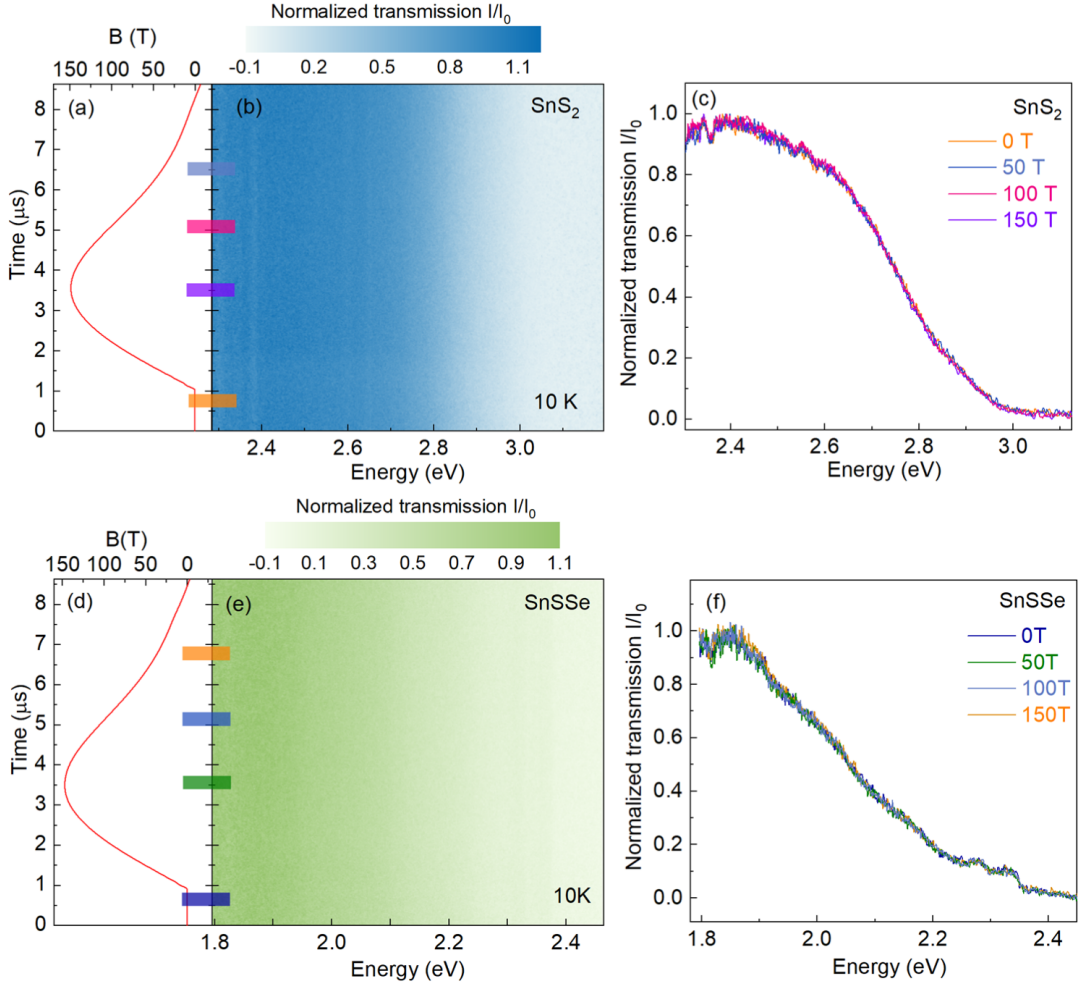 Normalized transmission I/I0
B (T)
150 100 50 0
-0.1 0.2 0.5 0.8 1.1
(a) (b) SnS2
Time (μs)
8
7
6
5
4
3
2
1
0
10 K
2.4 2.6 2.8 3.0
Energy (eV)
(c) SnS2
0 T
50 T
100 T
150 T
Normalized transmission I/I0
1.0
0.8
0.6
0.4
0.2
0.0
2.4 2.6 2.8 3.0
Energy (eV)
Normalized transmission I/I0
B(T)
150 100 50 0
-0.1 0.1 0.3 0.5 0.7 0.9 1.1
(d) (e) SnSSe
Time (μs)
8
7
6
5
4
3
2
1
0
10K
1.8 2.0 2.2 2.4
Energy (eV)
(f) SnSSe
0T
50T
100T
150T
Normalized transmission I/I0
1.0
0.8
0.6
0.4
0.2
0.0
1.8 2.0 2.2 2.4
Energy (eV)